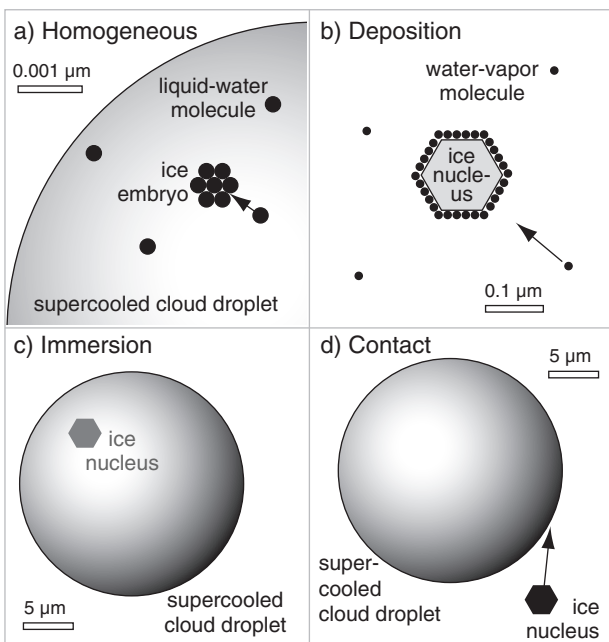 a) Homogeneous
0.001 µm
liquid-water
molecule
ice
embryo
supercooled cloud droplet
b) Deposition
water-vapor
molecule
ice
nucle-
us
0.1 µm
c) Immersion
ice
nucleus
5 µm
supercooled
cloud droplet
d) Contact
5 µm
super-
cooled
cloud droplet
ice
nucleus